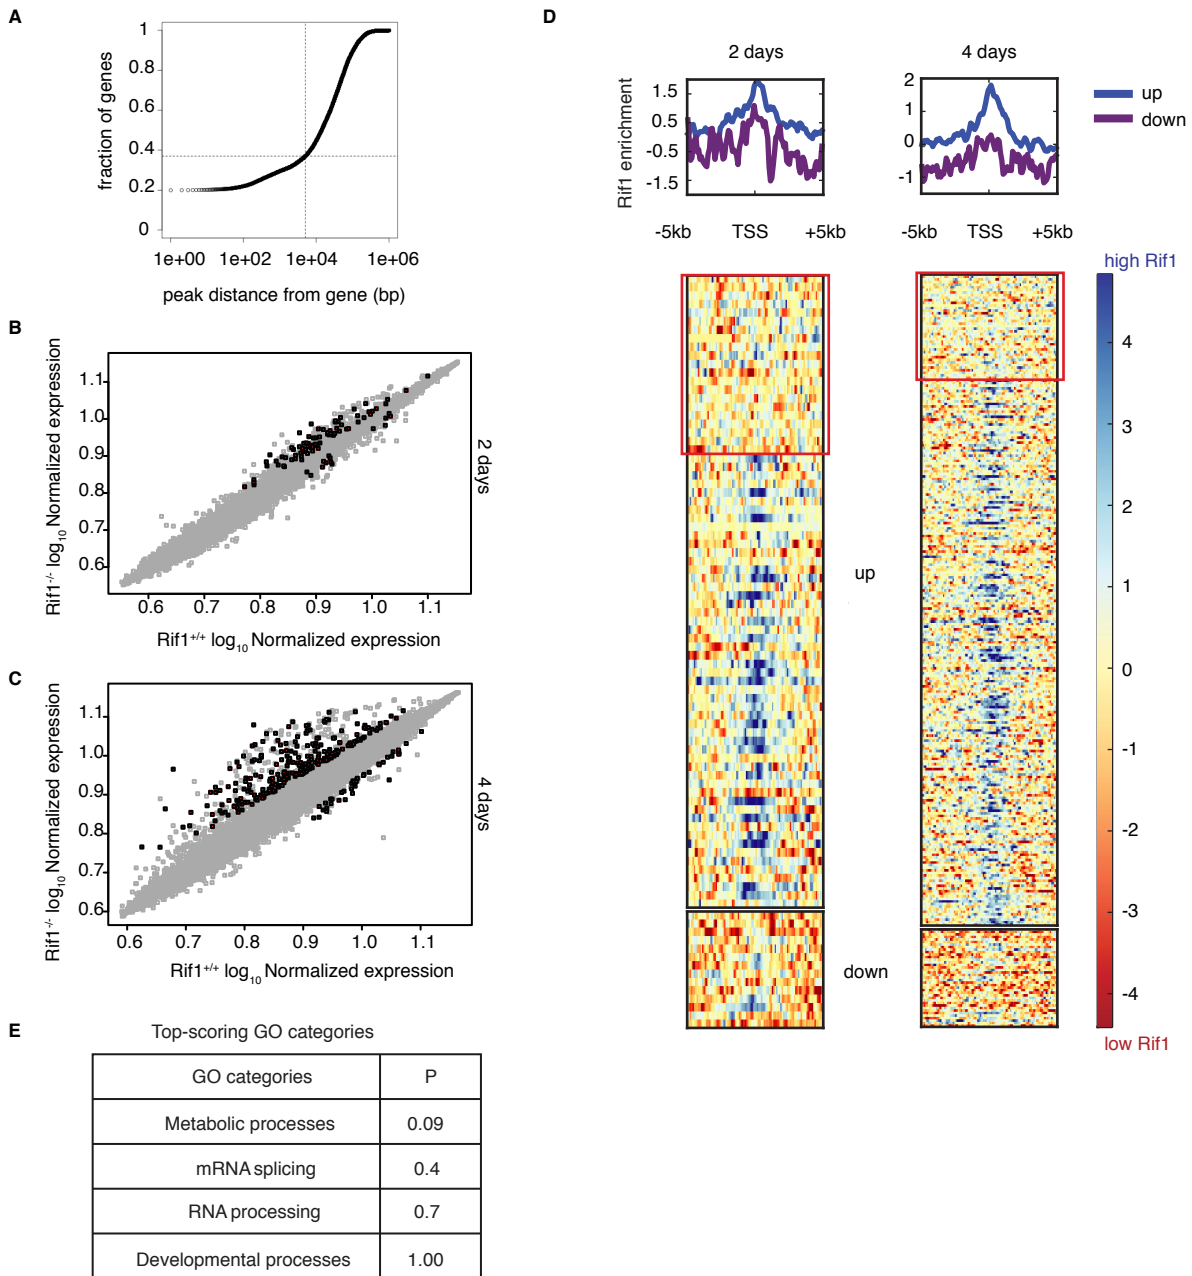 A
fraction of genes
1
0.8
0.6
0.4
0.2
0
1e+00 1e+02 1e+04 1e+06
peak distance from gene (bp)
B
Rif1-/- log10 Normalized expression
1.1
1.0
0.9
0.8
0.7
0.6
0.6 0.7 0.8 0.9 1.0 1.1
Rif1+/+ log10 Normalized expression
2 days
C
Rif1-/- log10 Normalized expression
1.1
1.0
0.9
0.8
0.7
0.6
0.6 0.7 0.8 0.9 1.0 1.1
Rif1+/+ log10 Normalized expression
4 days
D
2 days 4 days
Rif1 enrichment
1.5
0.5
-0.5
-1.5
2
1
0
-1
up
down
-5kb TSS +5kb -5kb TSS +5kb
high Rif1
4
3
2
1
0
-1
-2
-3
-4
low Rif1
up
down
E
Top-scoring GO categories
GO categories P
Metabolic processes 0.09
mRNA splicing 0.4
RNA processing 0.7
Developmental processes 1.00